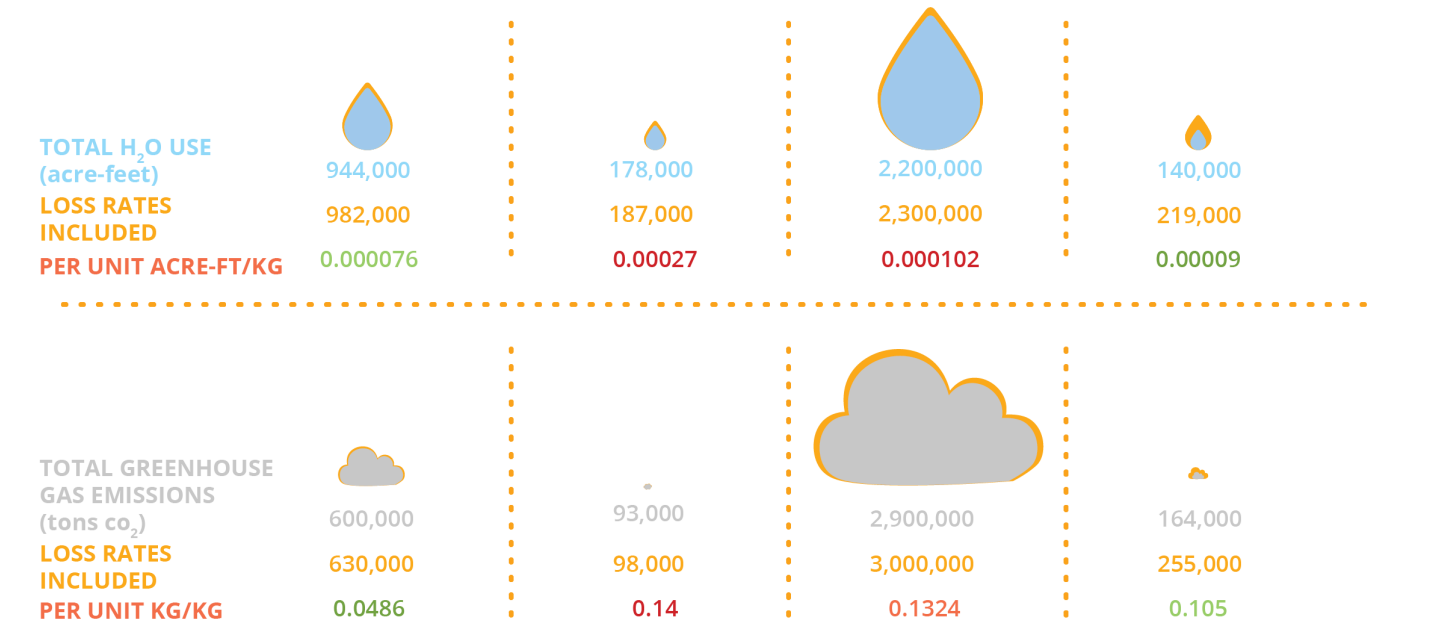 TOTAL H2O USE
(acre-feet)
944,000 178,000 2,200,000 140,000
LOSS RATES
INCLUDED
982,000 187,000 2,300,000 219,000
PER UNIT ACRE-FT/KG 0.000076 0.00027 0.000102 0.00009
TOTAL GREENHOUSE
GAS EMISSIONS
(tons co2)
600,000 93,000 2,900,000 164,000
LOSS RATES
INCLUDED
630,000 98,000 3,000,000 255,000
PER UNIT KG/KG 0.0486 0.14 0.1324 0.105